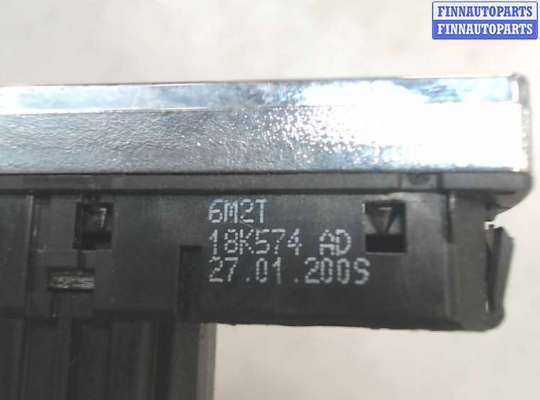 FINNAUTOPARTS
FINNAUTOPARTS
6M2T
18K574 AD
27.01.200S